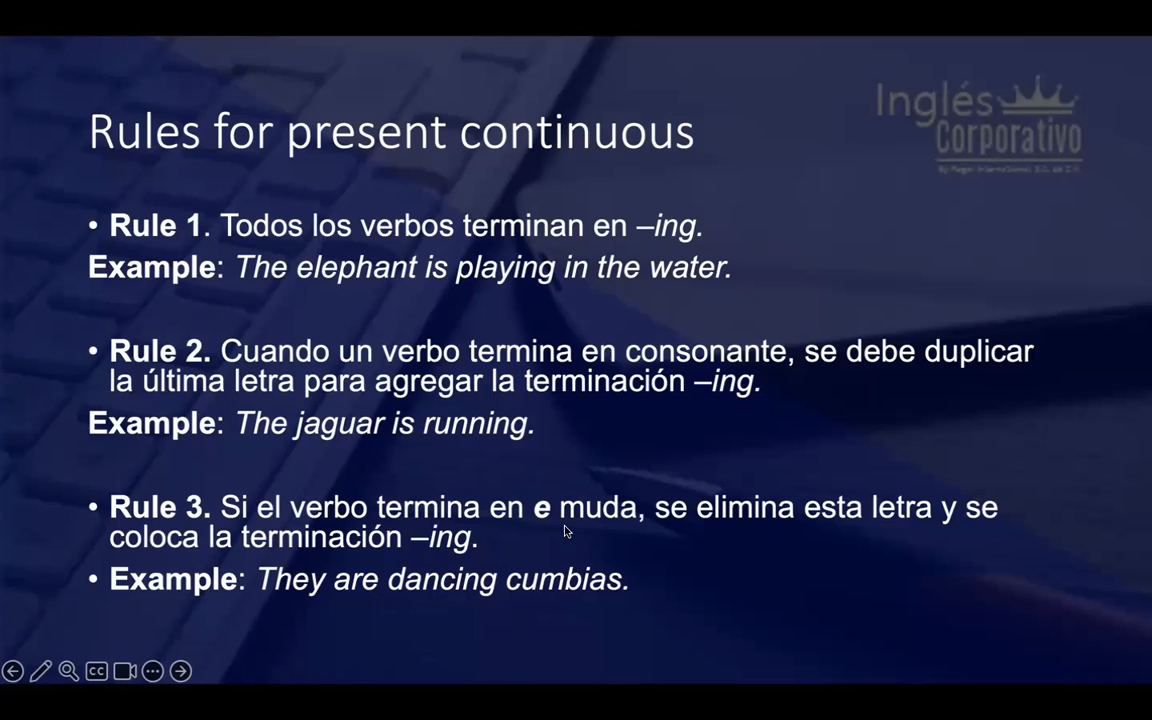 Inglés
Corporativo
Rules for present continuous
• Rule 1. Todos los verbos terminan en –ing.
Example: The elephant is playing in the water.
• Rule 2. Cuando un verbo termina en consonante, se debe duplicar
la última letra para agregar la terminación –ing.
Example: The jaguar is running.
• Rule 3. Si el verbo termina en e muda, se elimina esta letra y se
coloca la terminación –ing.
• Example: They are dancing cumbias.
CC